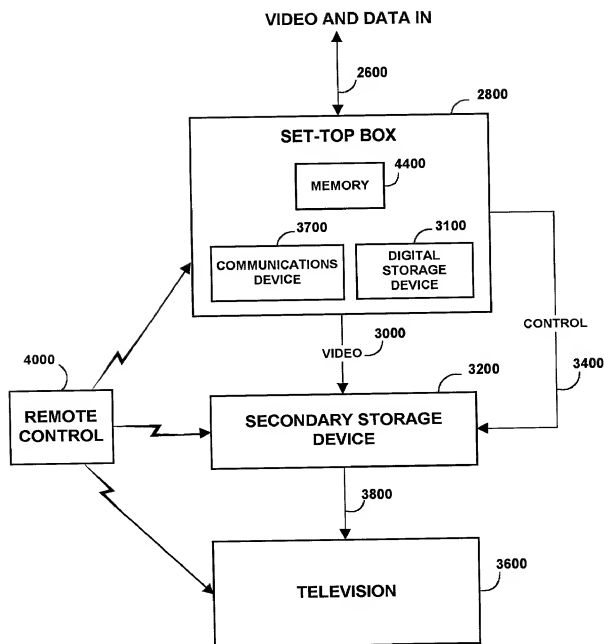 VIDEO AND DATA IN
2600
2800
SET-TOP BOX
4400
MEMORY
3700
3100
COMMUNICATIONS
DEVICE
DIGITAL
STORAGE
DEVICE
CONTROL
3000
VIDEO
3400
4000
3200
REMOTE
CONTROL
SECONDARY STORAGE
DEVICE
3800
3600
TELEVISION